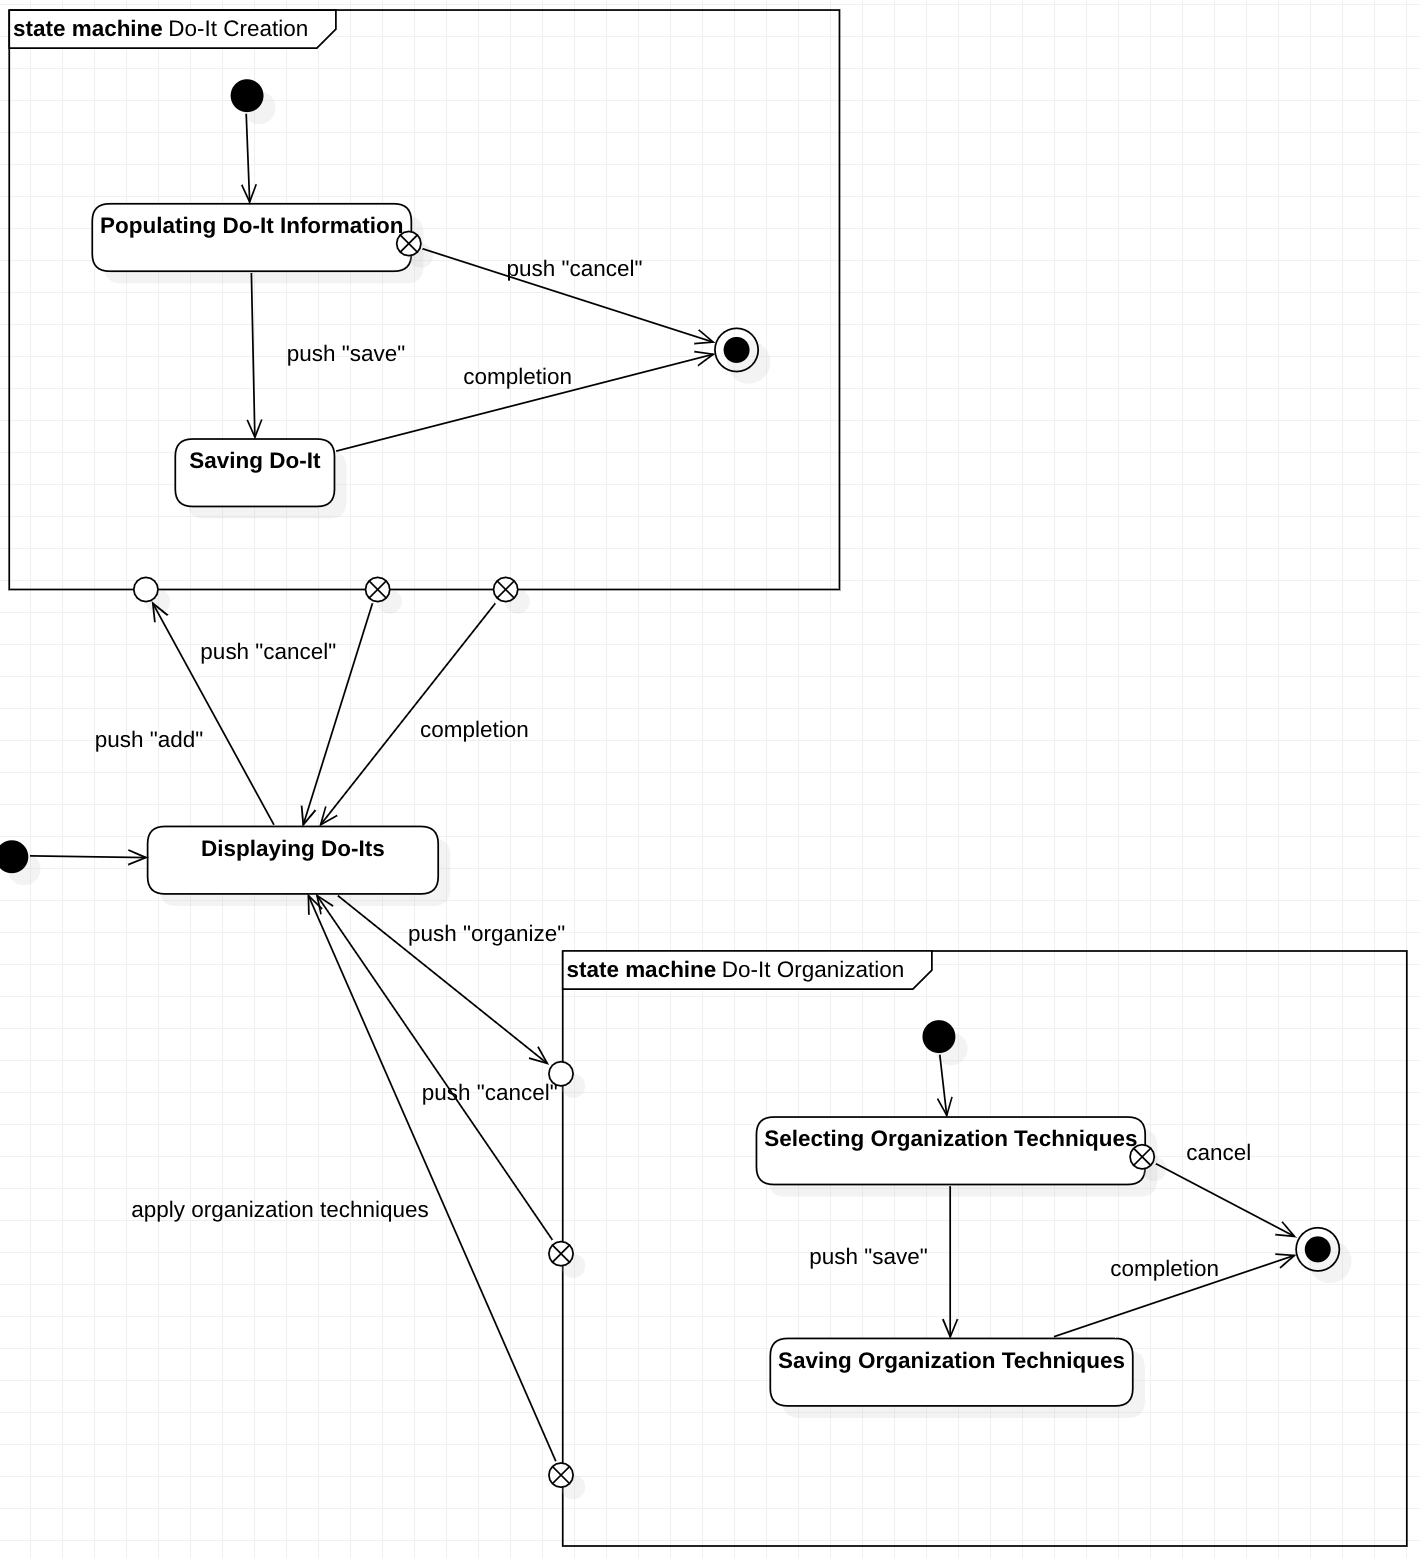 state machine Do-It Creation
Populating Do-It Information
push "cancel"
push "save"
completion
Saving Do-It
push "cancel"
completion
push "add"
Displaying Do-Its
push "organize"
state machine Do-It Organization
push "cancel"
Selecting Organization Techniques
cancel
apply organization techniques
push "save"
completion
Saving Organization Techniques